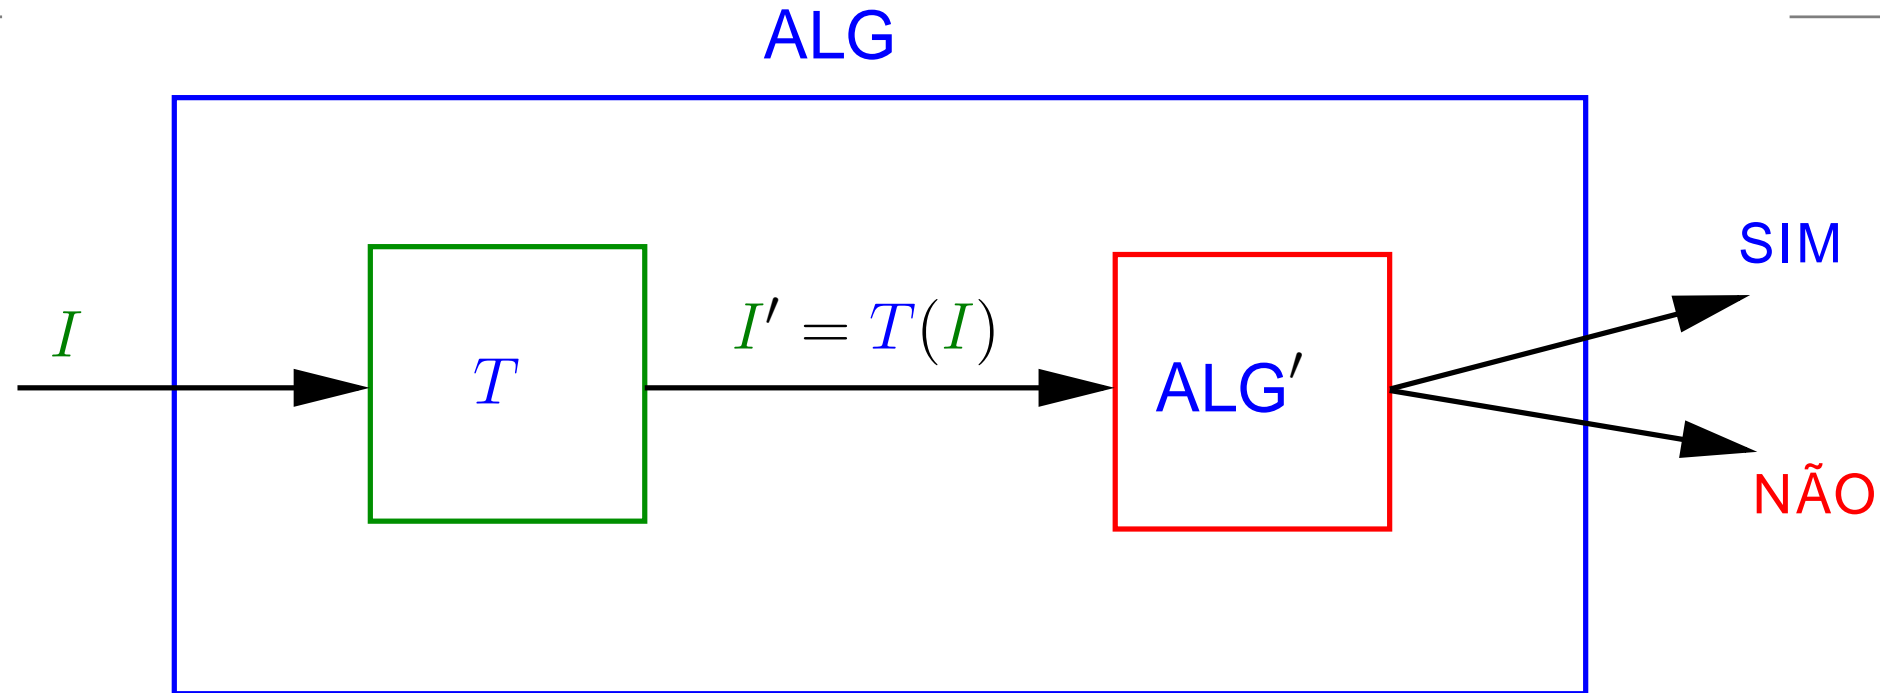 ALG
I
T
I′ = T(I)
ALG′
SIM
NÃO